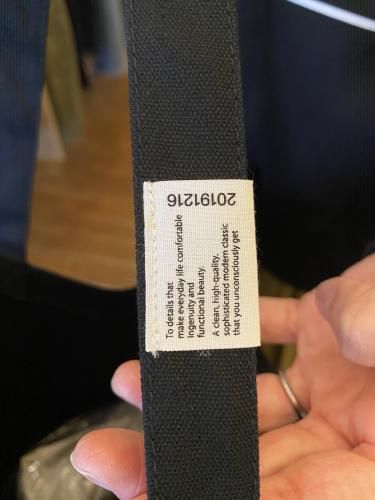 20191216
To details that
make everyday life comfortable
Ingenuity and
functional beauty.
A clean, high-quality,
sophisticated modern classic
that you unconsciously get